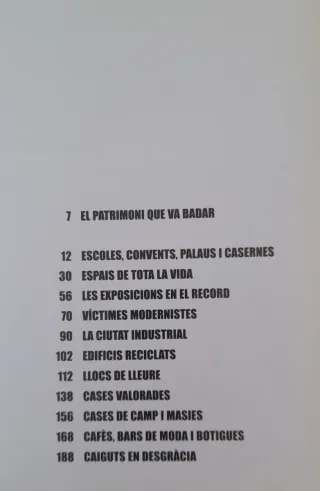 7 EL PATRIMONI QUE VA BADAR
12 ESCOLES, CONVENTS, PALAUS I CASERNES
30 ESPAIS DE TOTA LA VIDA
56 LES EXPOSICIONS EN EL RECORD
70 VÍCTIMES MODERNISTES
90 LA CIUTAT INDUSTRIAL
102 EDIFICIS RECICLATS
112 LLOCS DE LLEURE
138 CASES VALORADES
156 CASES DE CAMP I MASIES
168 CAFÈS, BARS DE MODA I BOTIGUES
188 CAIGUTS EN DESGRÀCIA